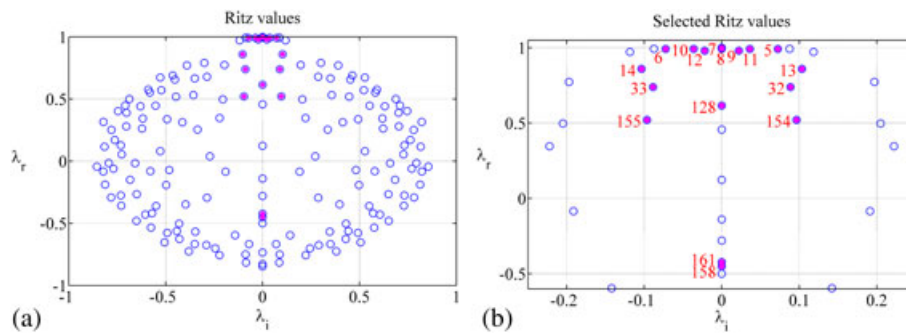 Ritz values
1
0.5
0
-0.5
-1
λr
-1 -0.5 0 0.5 1
λi
(a)
Selected Ritz values
1
0.5
0
-0.5
λr
6 10 12 7 8 9 11 5
14 13
33 32
128
155 154
161
158
-0.2 -0.1 0 0.1 0.2
λi
(b)